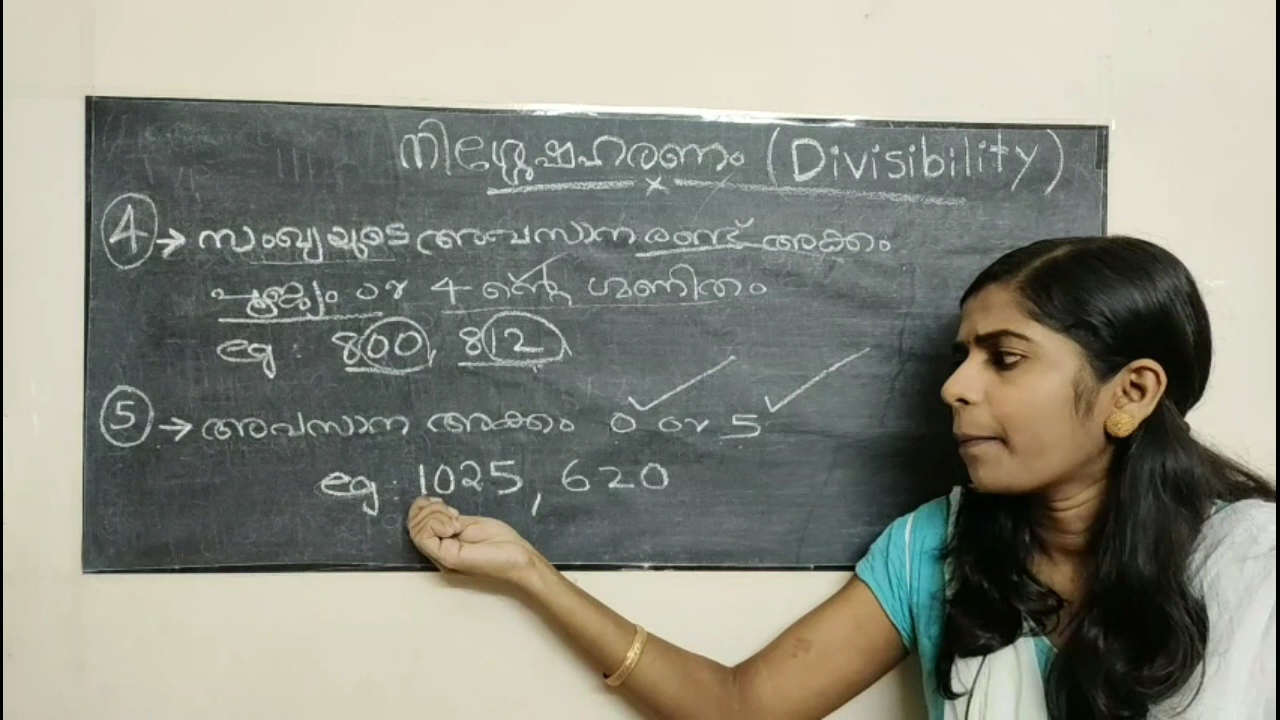 നിശ്ശേഷഹരണം (Divisibility)
4 → സംഖ്യയുടെ അവസാന രണ്ട് അക്കം
പൂജ്യം or 4 ന്റെ ഗുണിതം
eg: 800, 812
5 → അവസാന അക്കം 0 or 5
eg: 1025, 620